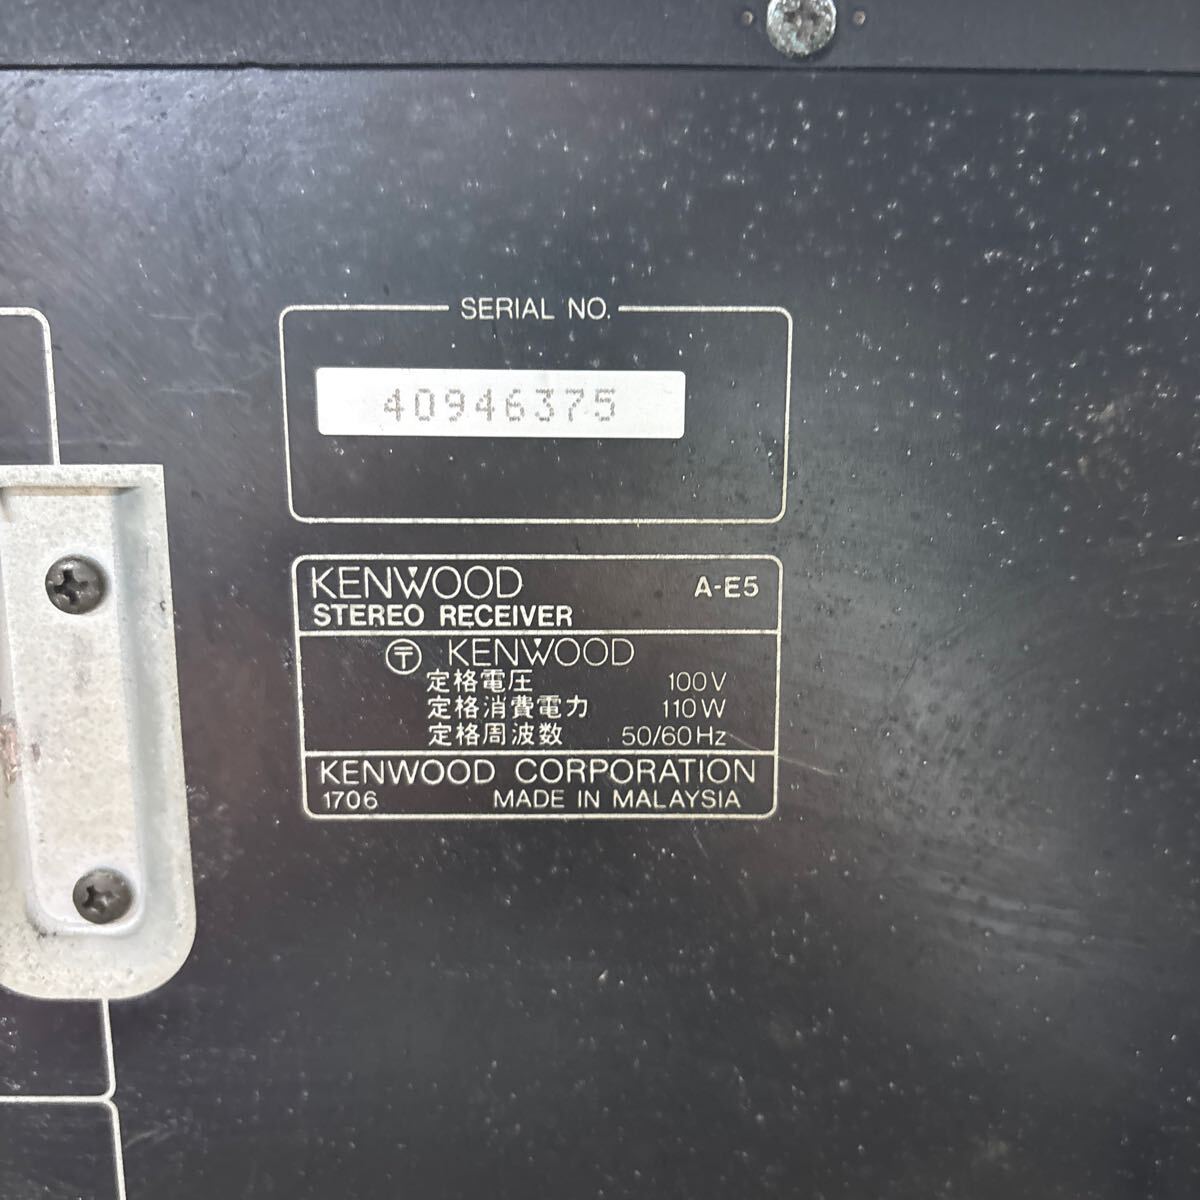 SERIAL NO.
40946375
KENWOOD A-E5
STEREO RECEIVER
〶 KENWOOD
定格電圧 100V
定格消費電力 110W
定格周波数 50/60Hz
KENWOOD CORPORATION
1706 MADE IN MALAYSIA